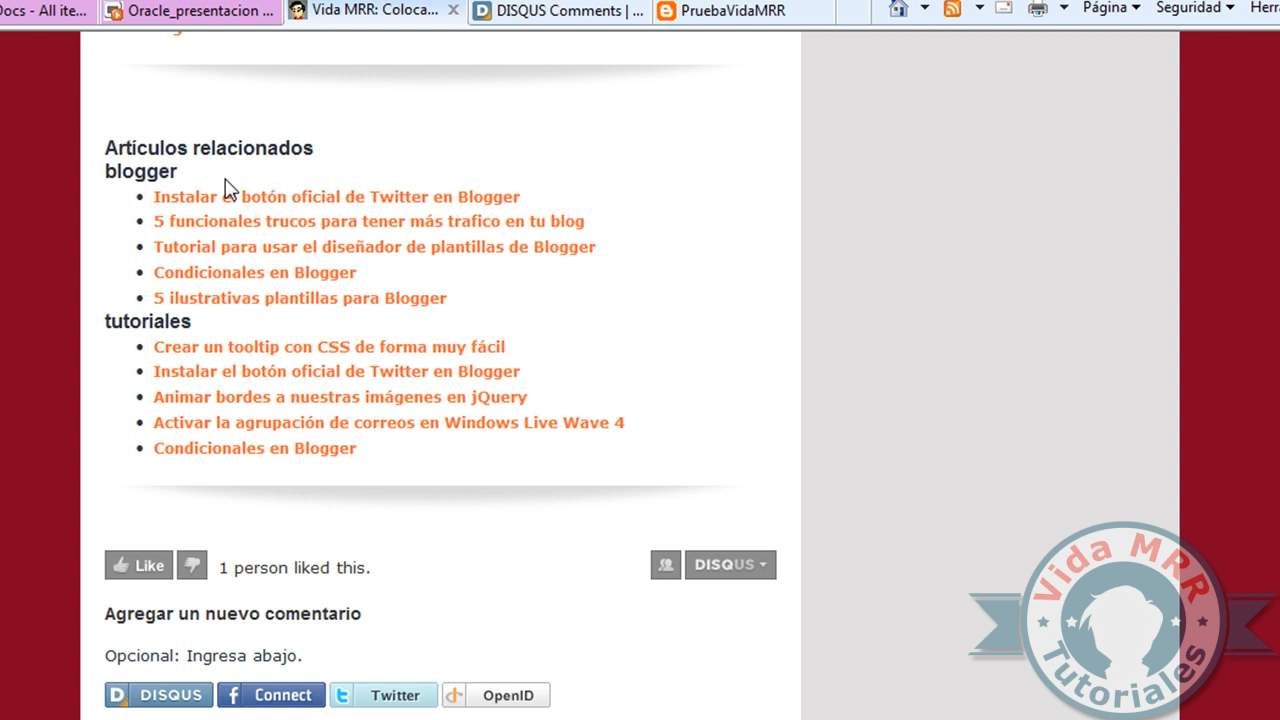 Docs - All ite...
Oracle_presentacion ...
Vida MRR: Coloca...
DISQUS Comments | ...
PruebaVidaMRR
Página
Seguridad
Artículos relacionados
blogger
Instalar el botón oficial de Twitter en Blogger
5 funcionales trucos para tener más trafico en tu blog
Tutorial para usar el diseñador de plantillas de Blogger
Condicionales en Blogger
5 ilustrativas plantillas para Blogger
tutoriales
Crear un tooltip con CSS de forma muy fácil
Instalar el botón oficial de Twitter en Blogger
Animar bordes a nuestras imágenes en jQuery
Activar la agrupación de correos en Windows Live Wave 4
Condicionales en Blogger
Like
1 person liked this.
DISQUS
Agregar un nuevo comentario
Opcional: Ingresa abajo.
DISQUS
Connect
Twitter
OpenID
Vida MRR
Tutoriales